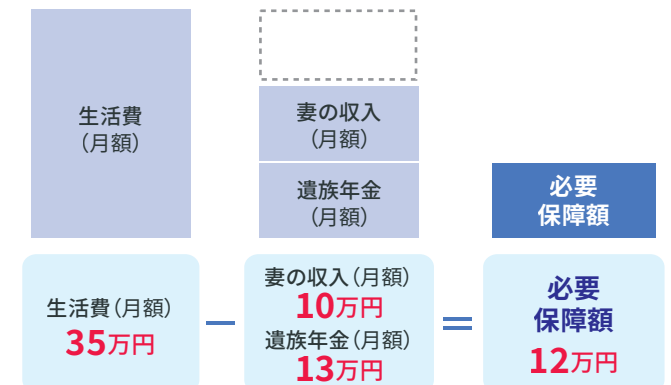 生活費
（月額）
妻の収入
（月額）
遺族年金
（月額）
必要
保障額
生活費（月額）
35万円
－
妻の収入（月額）
10万円
遺族年金（月額）
13万円
＝
必要
保障額
12万円